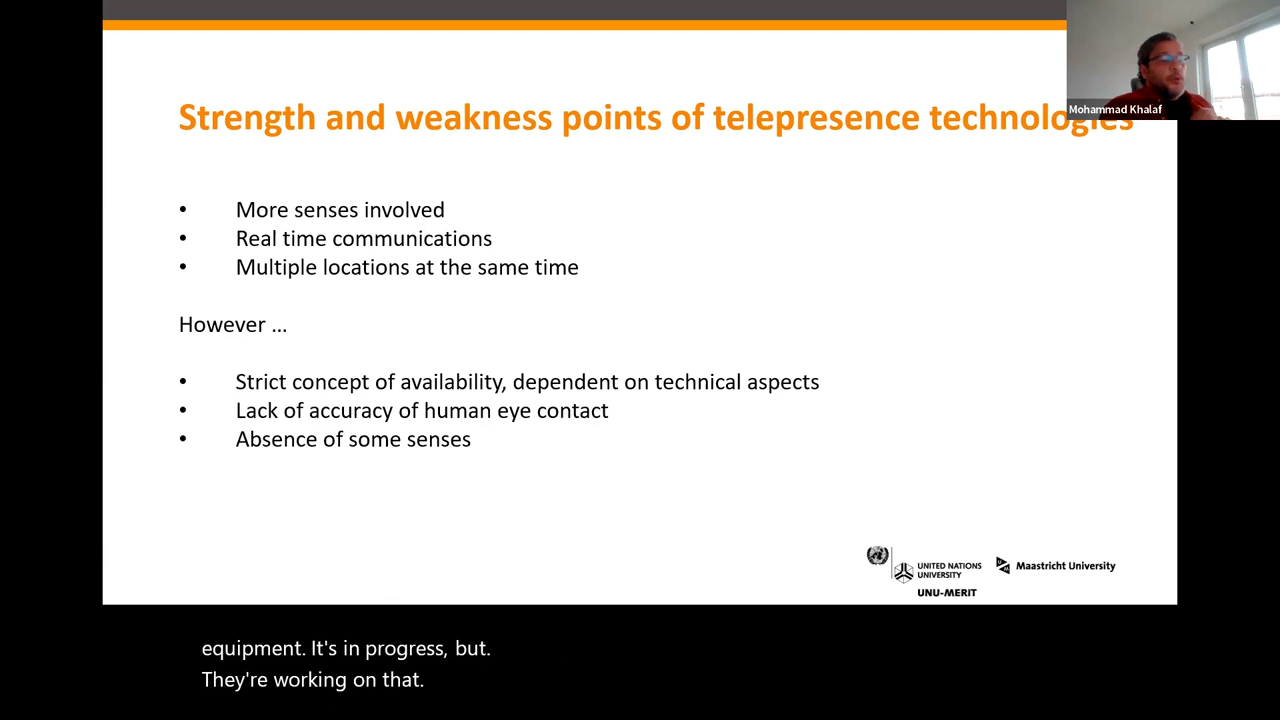 Strength and weakness points of telepresence technologies
Mohammad Khalaf
• More senses involved
• Real time communications
• Multiple locations at the same time
However ...
• Strict concept of availability, dependent on technical aspects
• Lack of accuracy of human eye contact
• Absence of some senses
UNITED NATIONS
UNIVERSITY
UNU-MERIT
Maastricht University
equipment. It's in progress, but.
They're working on that.